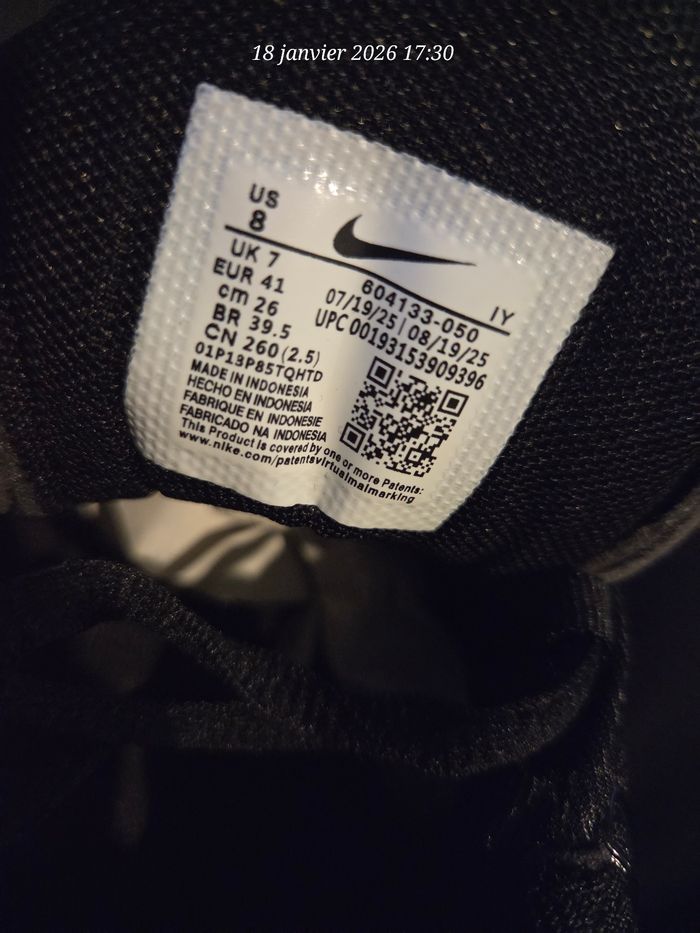 18 janvier 2026 17:30
US
8
UK 7
EUR 41
cm 26
BR 39.5
CN 260 (2.5)
01P13P85TQHTD
604133-050 IY
07/19/25 | 08/19/25
UPC 00193153909396
MADE IN INDONESIA
HECHO EN INDONESIA
FABRIQUE EN INDONESIE
FABRICADO NA INDONESIA
This Product is covered by one or more Patents:
www.nike.com/patentsvirtualmalmarking